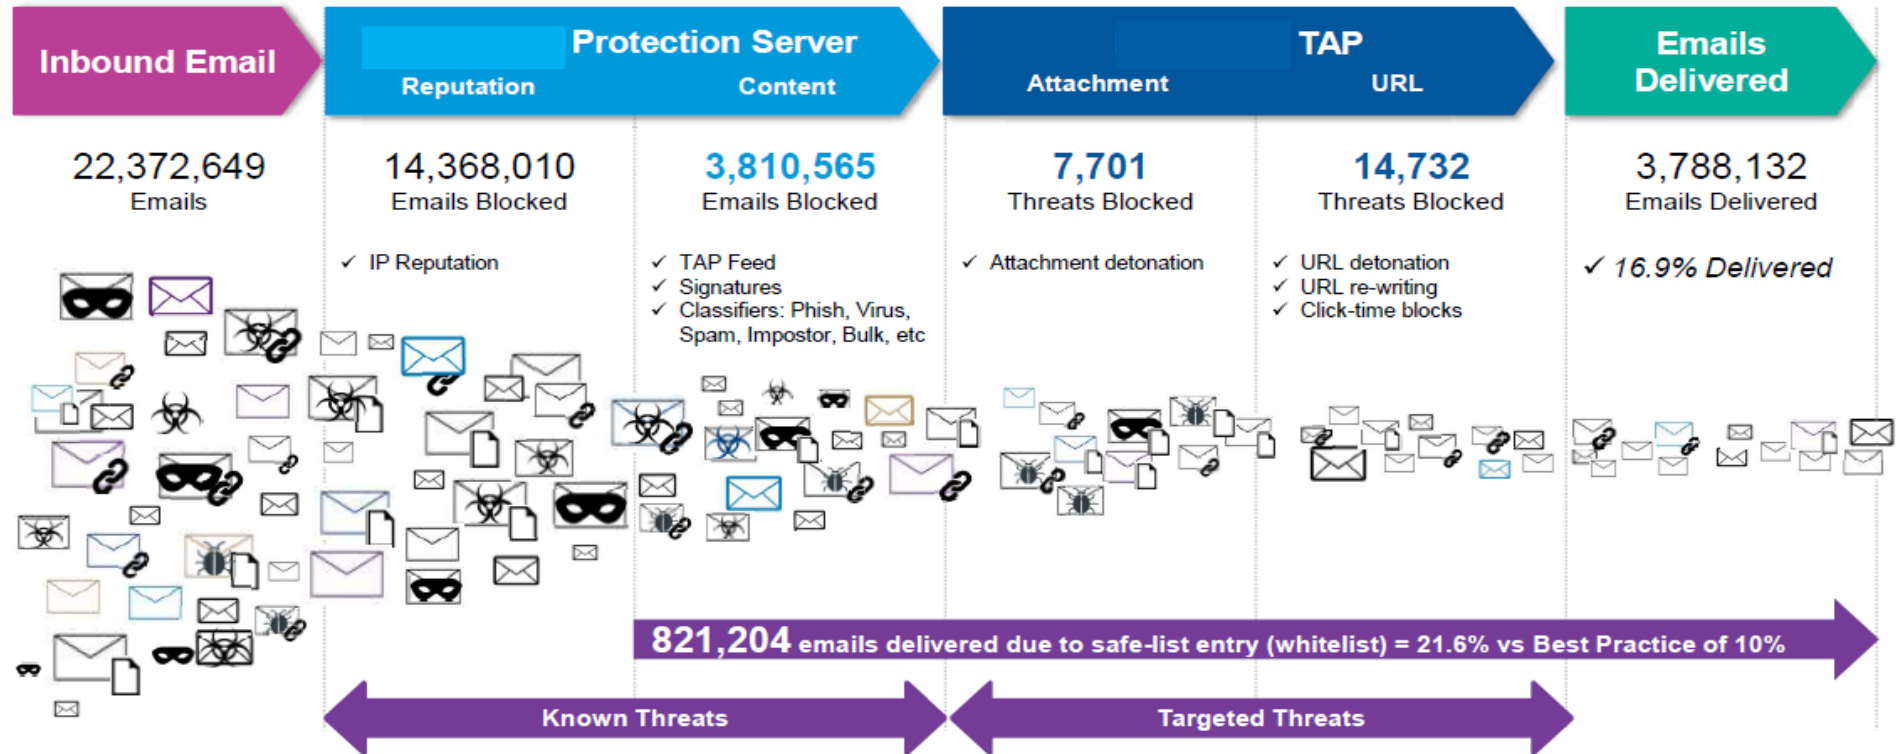 Inbound Email
Protection Server
Reputation
Content
TAP
Attachment
URL
Emails
Delivered
22,372,649
Emails
14,368,010
Emails Blocked
✓ IP Reputation
3,810,565
Emails Blocked
✓ TAP Feed
✓ Signatures
✓ Classifiers: Phish, Virus,
Spam, Impostor, Bulk, etc
7,701
Threats Blocked
✓ Attachment detonation
14,732
Threats Blocked
✓ URL detonation
✓ URL re-writing
✓ Click-time blocks
3,788,132
Emails Delivered
✓ 16.9% Delivered
821,204 emails delivered due to safe-list entry (whitelist) = 21.6% vs Best Practice of 10%
Known Threats
Targeted Threats